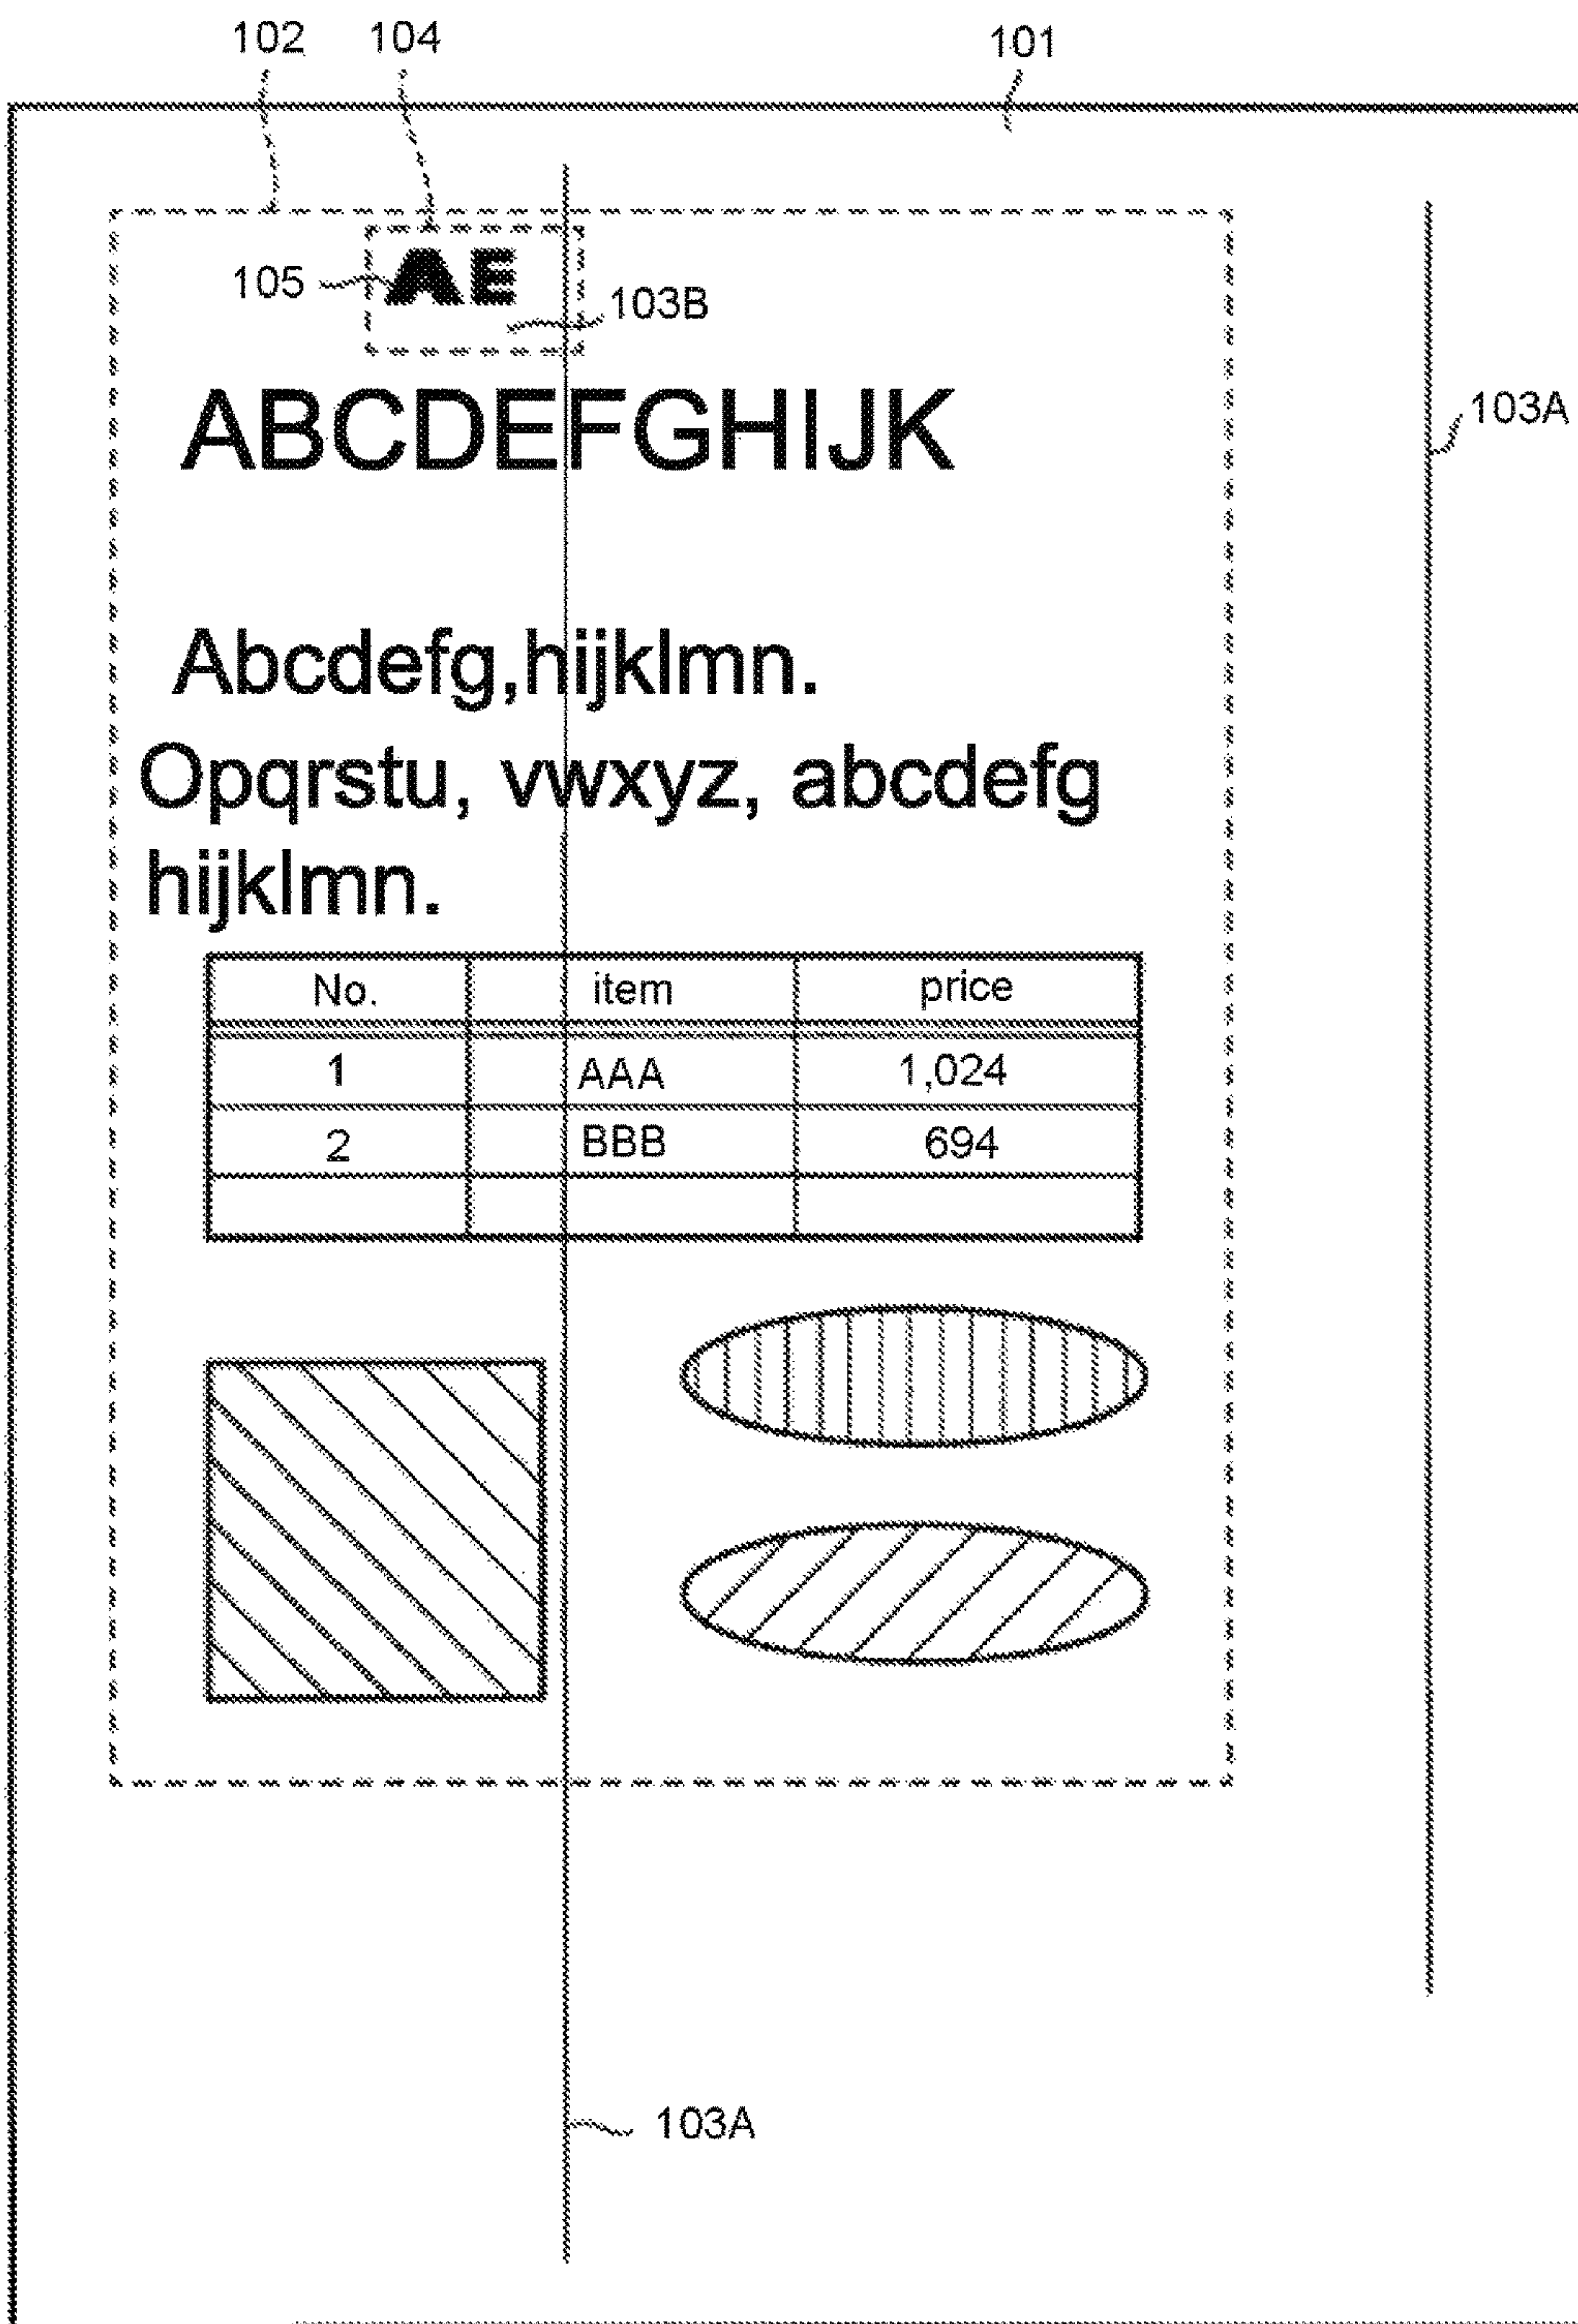 102 104 101
105 AE 103B
ABCDEFGHIJK
103A
Abcdefg,hijklmn.
Opqrstu, vwxyz, abcdefg
hijklmn.
No. item price
1 AAA 1,024
2 BBB 694
103A